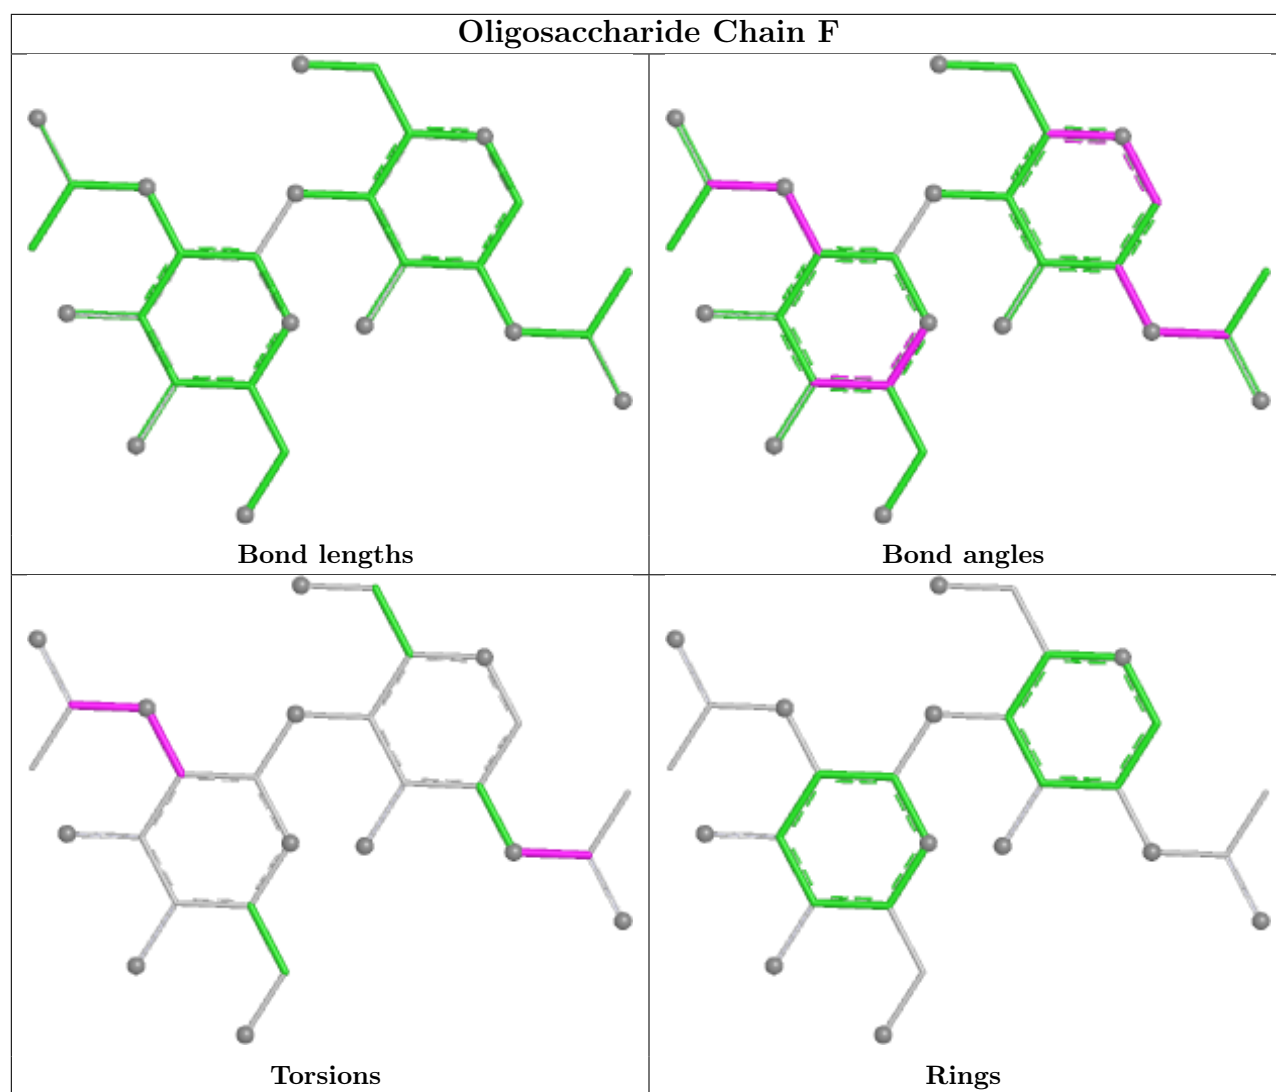 Oligosaccharide Chain F
Bond lengths
Bond angles
Torsions
Rings